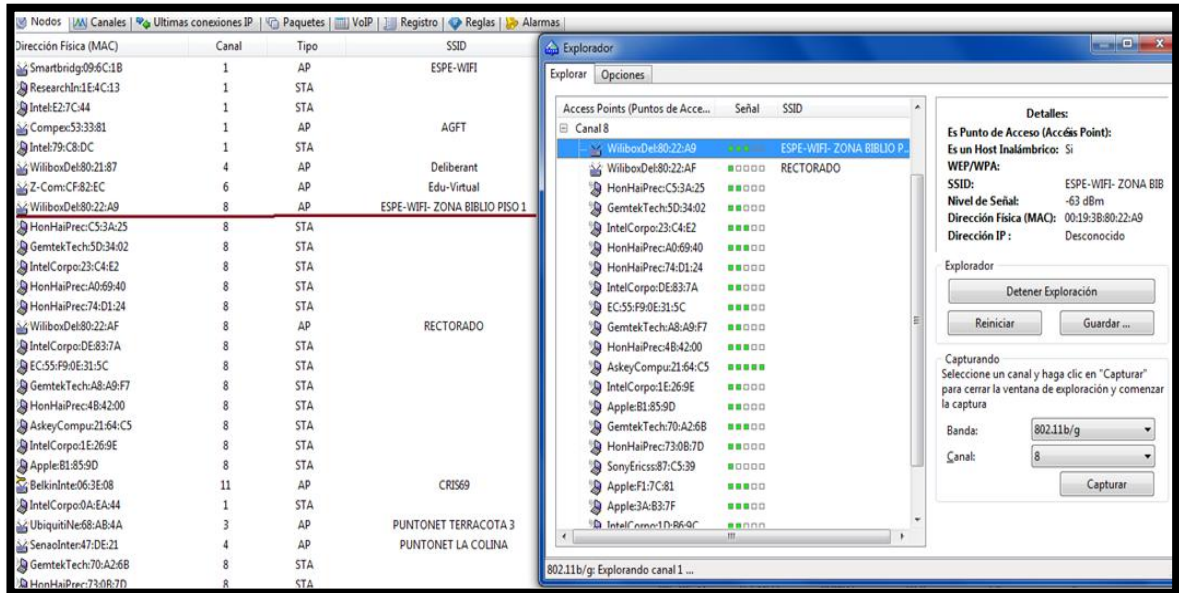 Nodos Canales Ultimas conexiones IP Paquetes VoIP Registro Reglas Alarmas
Dirección Física (MAC) Canal Tipo SSID
Smartbridg:09:6C:1B 1 AP ESPE-WIFI
ResearchIn:1E:4C:13 1 STA
Intel:E2:7C:44 1 STA
Compex:53:33:81 1 AP AGFT
Intel:79:C8:DC 1 STA
WiliboxDel:80:21:87 4 AP Deliberant
Z-Com:CF:82:EC 6 AP Edu-Virtual
WiliboxDel:80:22:A9 8 AP ESPE-WIFI- ZONA BIBLIO PISO 1
HonHaiPrec:C5:3A:25 8 STA
GemtekTech:5D:34:02 8 STA
IntelCorpo:23:C4:E2 8 STA
HonHaiPrec:A0:69:40 8 STA
HonHaiPrec:74:D1:24 8 STA
WiliboxDel:80:22:AF 8 AP RECTORADO
IntelCorpo:DE:83:7A 8 STA
EC:55:F9:0E:31:5C 8 STA
GemtekTech:A8:A9:F7 8 STA
HonHaiPrec:4B:42:00 8 STA
AskeyCompu:21:64:C5 8 STA
IntelCorpo:1E:26:9E 8 STA
Apple:B1:85:9D 8 STA
BelkinInte:06:3E:08 11 AP CRIS69
IntelCorpo:0A:EA:44 1 STA
UbiquitiNe:68:AB:4A 3 AP PUNTONET TERRACOTA 3
SenaoInter:47:DE:21 4 AP PUNTONET LA COLINA
GemtekTech:70:A2:6B 8 STA
HonHaiPrec:73:0B:7D 8 STA
Explorador
Explorar Opciones
Access Points (Puntos de Acce... Señal SSID
Canal 8
WiliboxDel:80:22:A9 ESPE-WIFI- ZONA BIBLIO P...
WiliboxDel:80:22:AF RECTORADO
HonHaiPrec:C5:3A:25
GemtekTech:5D:34:02
IntelCorpo:23:C4:E2
HonHaiPrec:A0:69:40
HonHaiPrec:74:D1:24
IntelCorpo:DE:83:7A
EC:55:F9:0E:31:5C
GemtekTech:A8:A9:F7
HonHaiPrec:4B:42:00
AskeyCompu:21:64:C5
IntelCorpo:1E:26:9E
Apple:B1:85:9D
GemtekTech:70:A2:6B
HonHaiPrec:73:0B:7D
SonyEricss:87:C5:39
Apple:F1:7C:81
Apple:3A:B3:7F
IntelCorpo:1D:B6:9C
Detalles:
Es Punto de Acceso (Access Point):
Es un Host Inalámbrico: Si
WEP/WPA:
SSID: ESPE-WIFI- ZONA BIB
Nivel de Señal: -63 dBm
Dirección Física (MAC): 00:19:3B:80:22:A9
Dirección IP : Desconocido
Explorador
Detener Exploración
Reiniciar Guardar ...
Capturando
Seleccione un canal y haga clic en "Capturar"
para cerrar la ventana de exploración y comenzar
la captura
Banda: 802.11b/g
Canal: 8
Capturar
802.11b/g: Explorando canal 1 ...